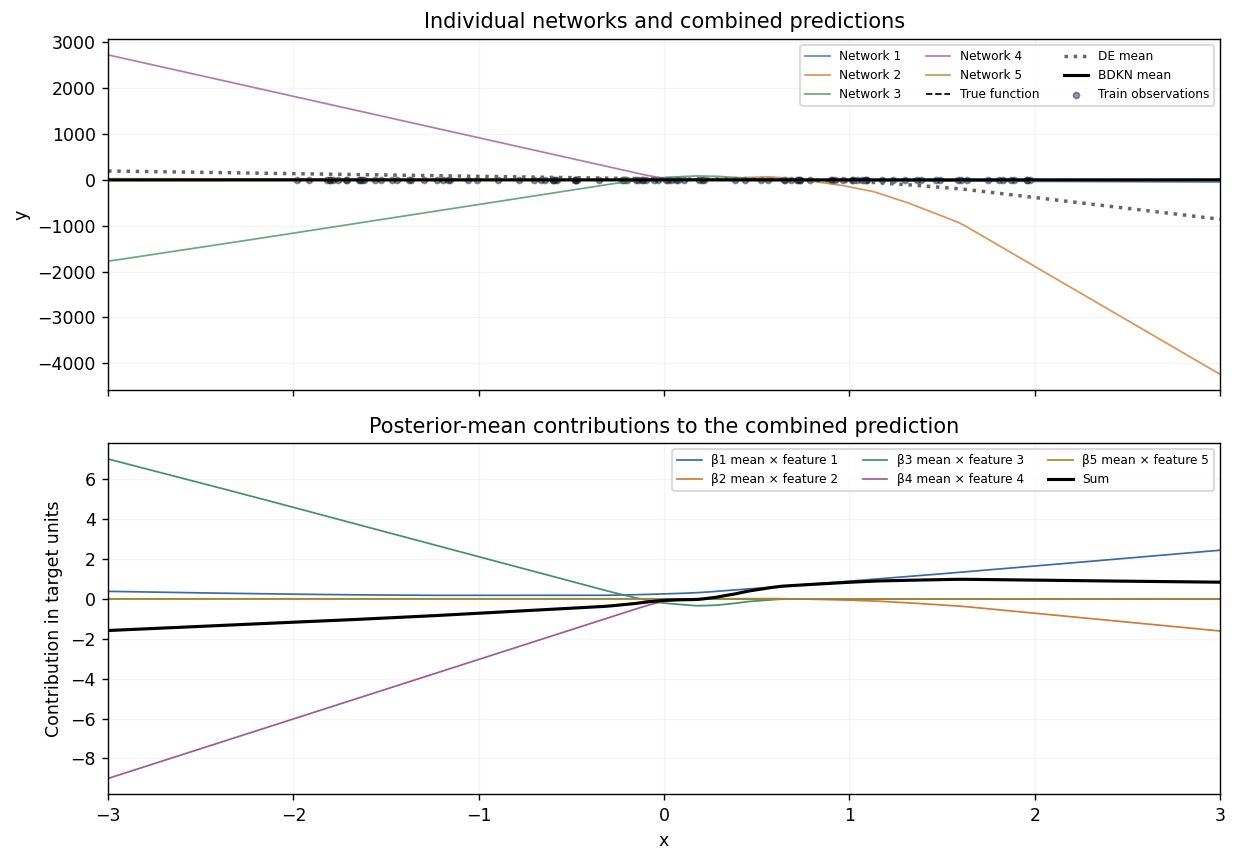 Individual networks and combined predictions
3000
2000
1000
0
−1000
−2000
−3000
−4000
y
Network 1
Network 2
Network 3
Network 4
Network 5
True function
DE mean
BDKN mean
Train observations
Posterior-mean contributions to the combined prediction
6
4
2
0
−2
−4
−6
−8
Contribution in target units
β1 mean × feature 1
β2 mean × feature 2
β3 mean × feature 3
β4 mean × feature 4
β5 mean × feature 5
Sum
−3
−2
−1
0
1
2
3
x